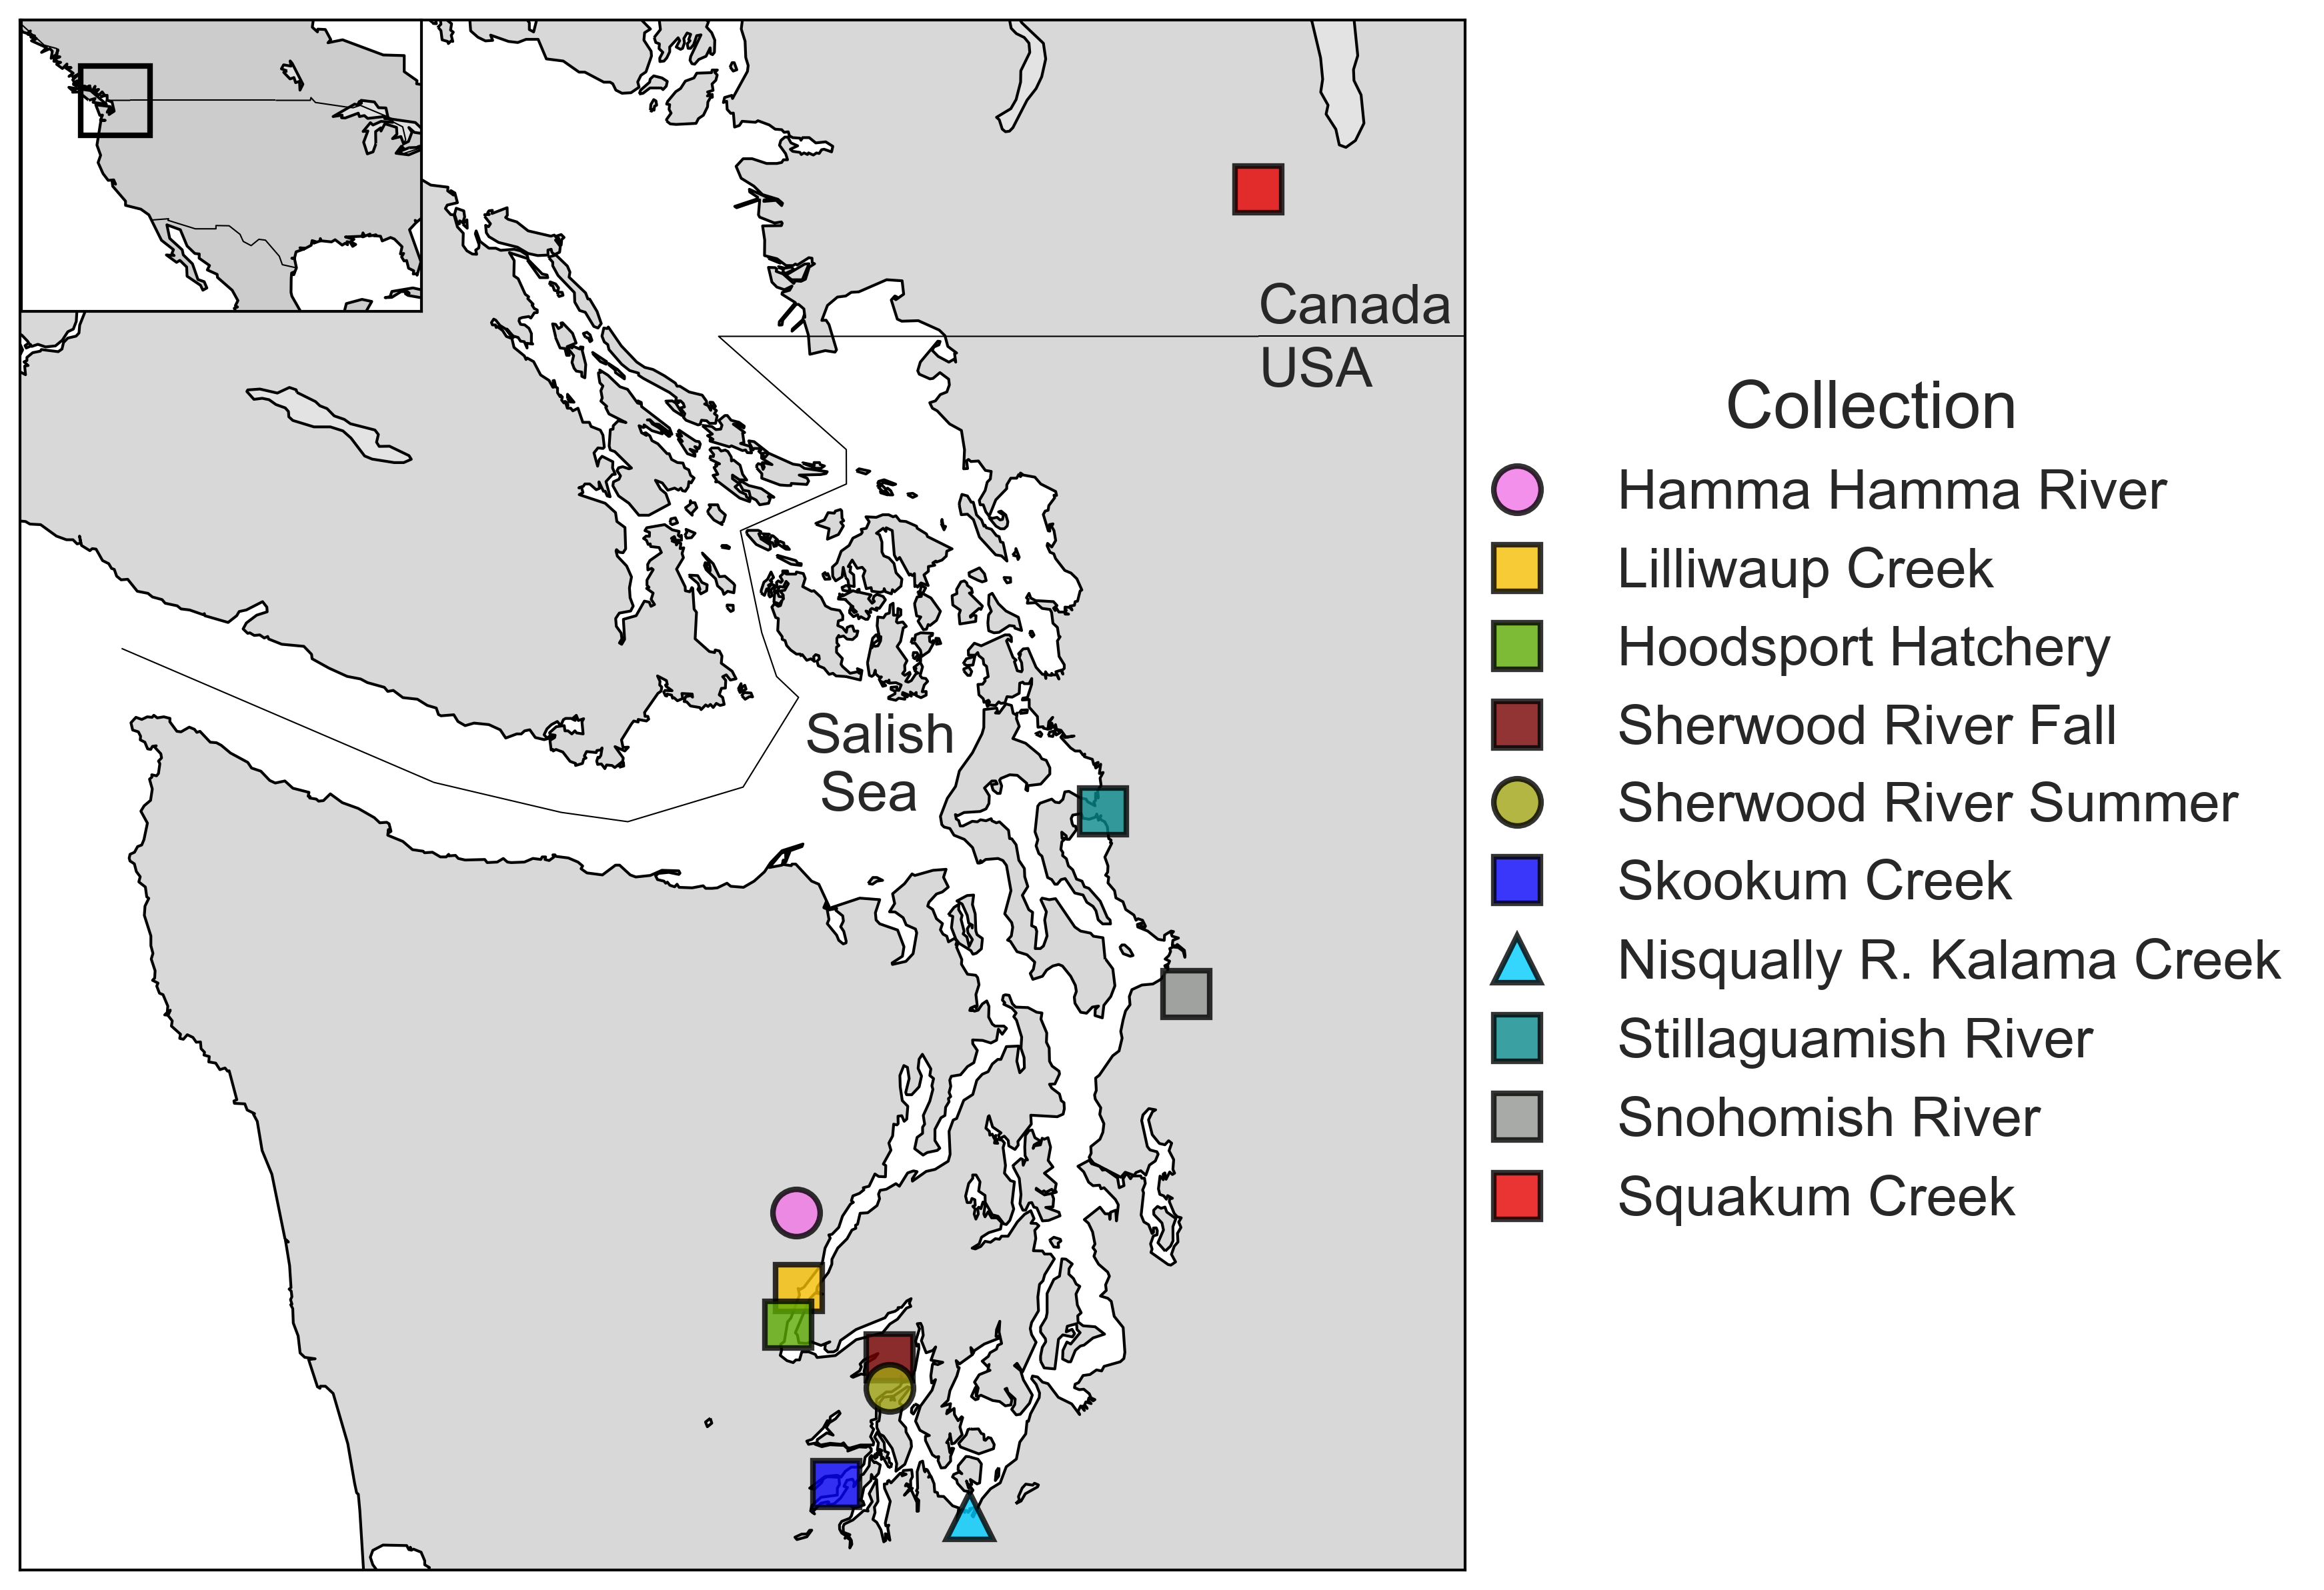 Canada
USA
Salish
Sea
Collection
Hamma Hamma River
Lilliwaup Creek
Hoodsport Hatchery
Sherwood River Fall
Sherwood River Summer
Skookum Creek
Nisqually R. Kalama Creek
Stillaguamish River
Snohomish River
Squakum Creek